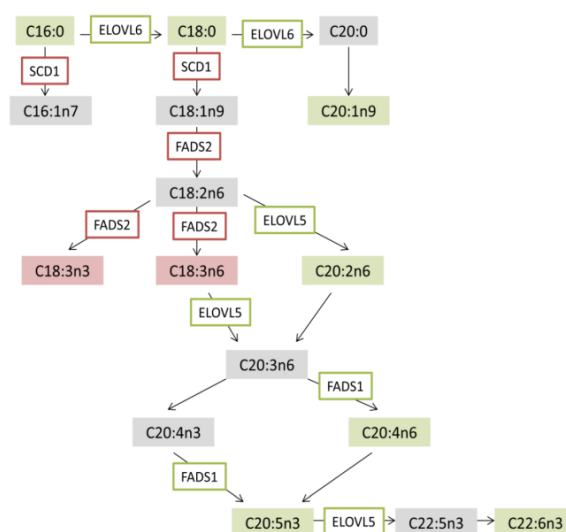 C16:0
ELOVL6
C18:0
ELOVL6
C20:0
SCD1
SCD1
C16:1n7
C18:1n9
C20:1n9
FADS2
C18:2n6
FADS2
FADS2
ELOVL5
C18:3n3
C18:3n6
C20:2n6
ELOVL5
C20:3n6
FADS1
C20:4n3
C20:4n6
FADS1
C20:5n3
ELOVL5
C22:5n3
C22:6n3